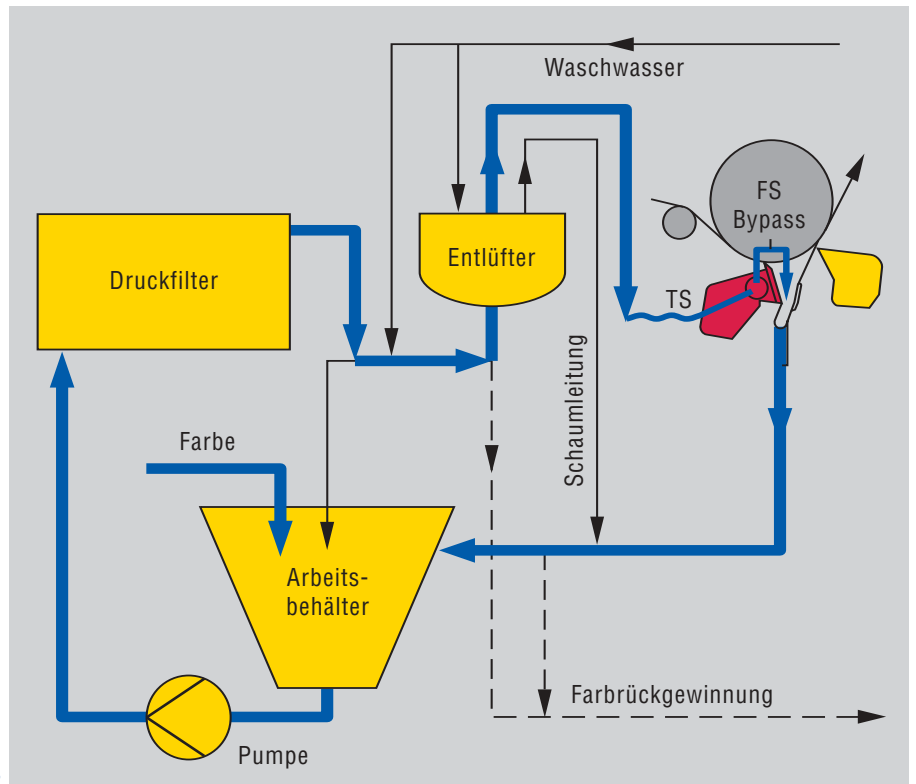 Waschwasser
FS
Bypass
Entlüfter
Druckfilter
TS
Schaumleitung
Farbe
Arbeits-
behälter
Farbrückgewinnung
Pumpe